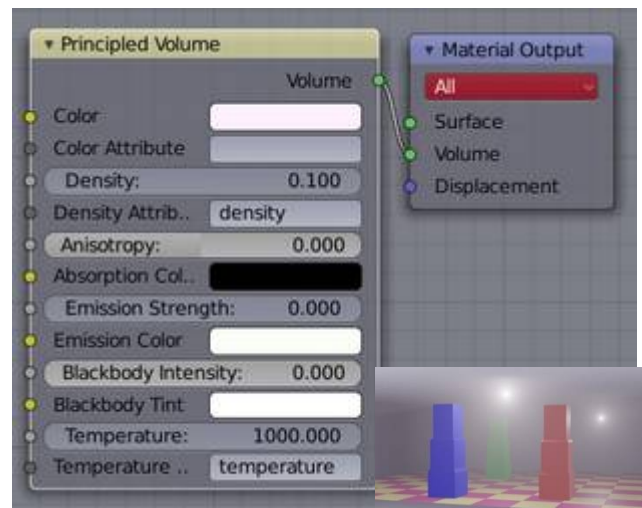 Principled Volume
Volume
Color
Color Attribute
Density: 0.100
Density Attrib.. density
Anisotropy: 0.000
Absorption Col..
Emission Strength: 0.000
Emission Color
Blackbody Intensity: 0.000
Blackbody Tint
Temperature: 1000.000
Temperature .. temperature
Material Output
All
Surface
Volume
Displacement